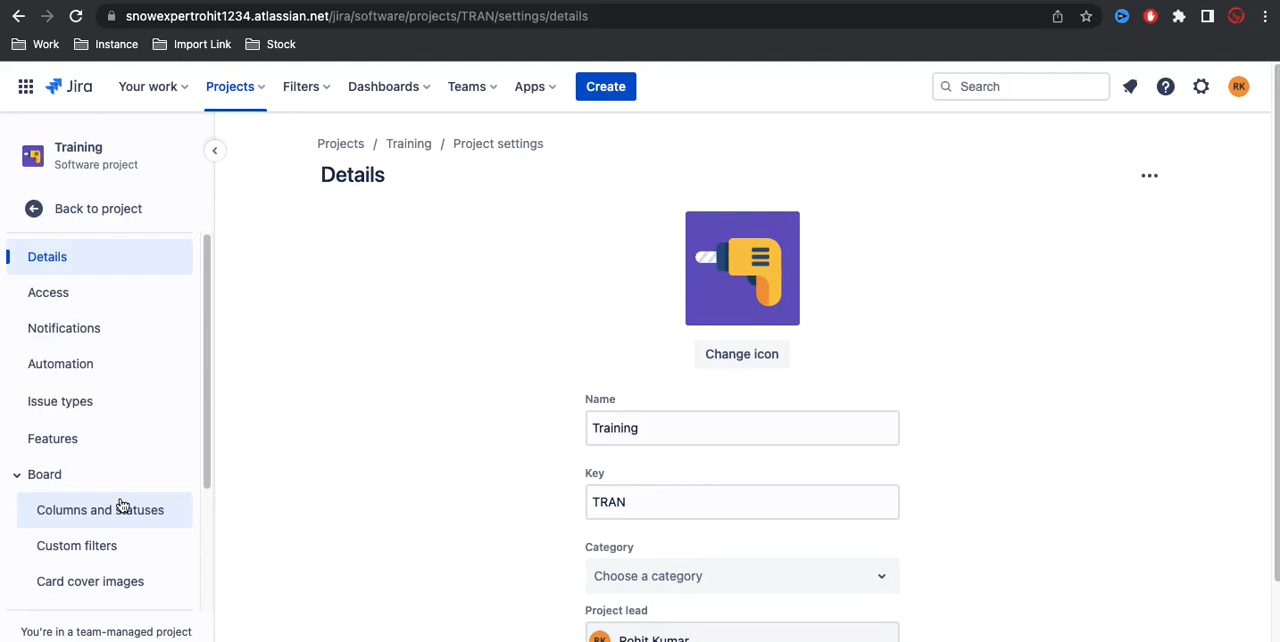 snowexpertrohit1234.atlassian.net/jira/software/projects/TRAN/settings/details
Work Instance Import Link Stock
Jira Your work Projects Filters Dashboards Teams Apps Create Search RK
Training
Software project
Back to project
Details
Access
Notifications
Automation
Issue types
Features
Board
Columns and statuses
Custom filters
Card cover images
You're in a team-managed project
Projects / Training / Project settings
Details
Change icon
Name
Training
Key
TRAN
Category
Choose a category
Project lead
RK Rohit Kumar